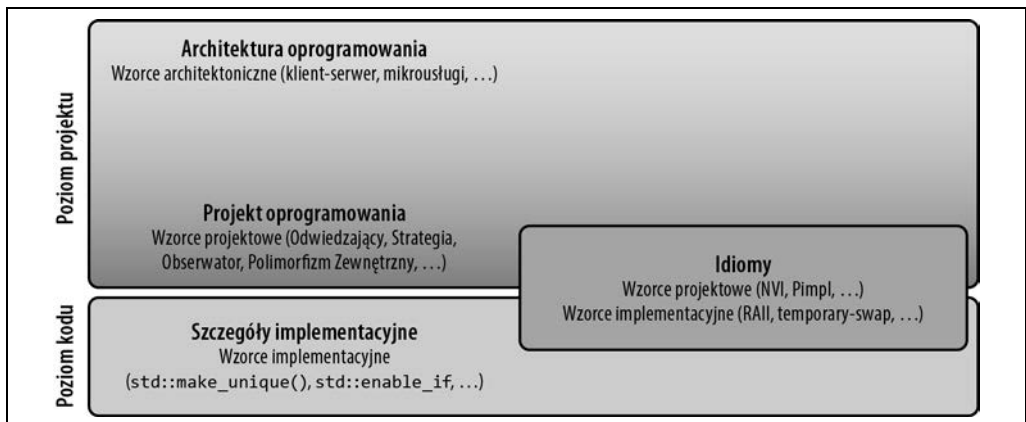 Poziom projektu
Architektura oprogramowania
Wzorce architektoniczne (klient-serwer, mikrousługi, …)
Projekt oprogramowania
Wzorce projektowe (Odwiedzający, Strategia,
Obserwator, Polimorfizm Zewnętrzny, …)
Idiomy
Wzorce projektowe (NVI, Pimpl, …)
Wzorce implementacyjne (RAII, temporary-swap, …)
Poziom kodu
Szczegóły implementacyjne
Wzorce implementacyjne
(std::make_unique(), std::enable_if, …)